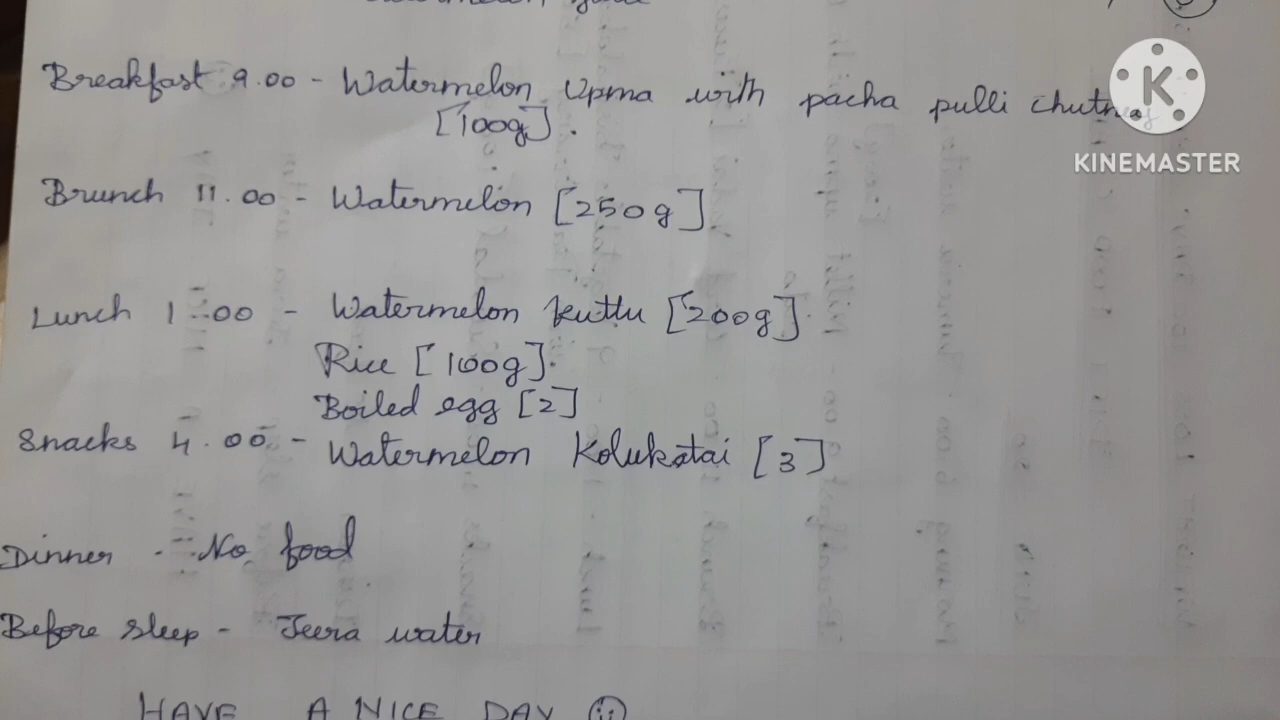 Breakfast 9.00 - Watermelon Upma with pacha pulli chutney
[100g].
Brunch 11.00 - Watermelon [250g]
Lunch 1.00 - Watermelon kuttu [200g].
Rice [100g].
Boiled egg [2]
Snacks 4.00 - Watermelon Kolukatai [3]
Dinner - No food
Before sleep - Jeera water
HAVE A NICE DAY
K
KINEMASTER